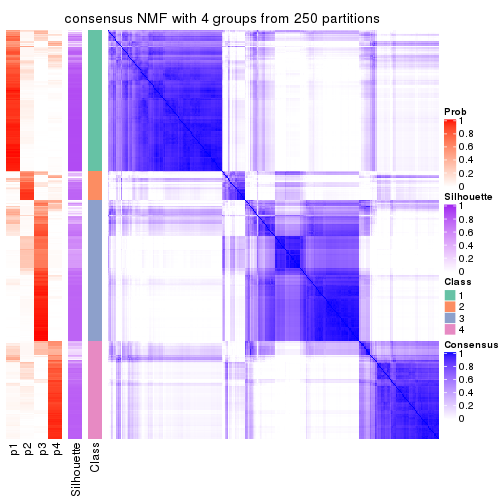 consensus NMF with 4 groups from 250 partitions
Prob
1
0.8
0.6
0.4
0.2
0
Silhouette
1
0.8
0.6
0.4
0.2
0
Class
1
2
3
4
Consensus
1
0.8
0.6
0.4
0.2
0
p1
p2
p3
p4
Silhouette
Class